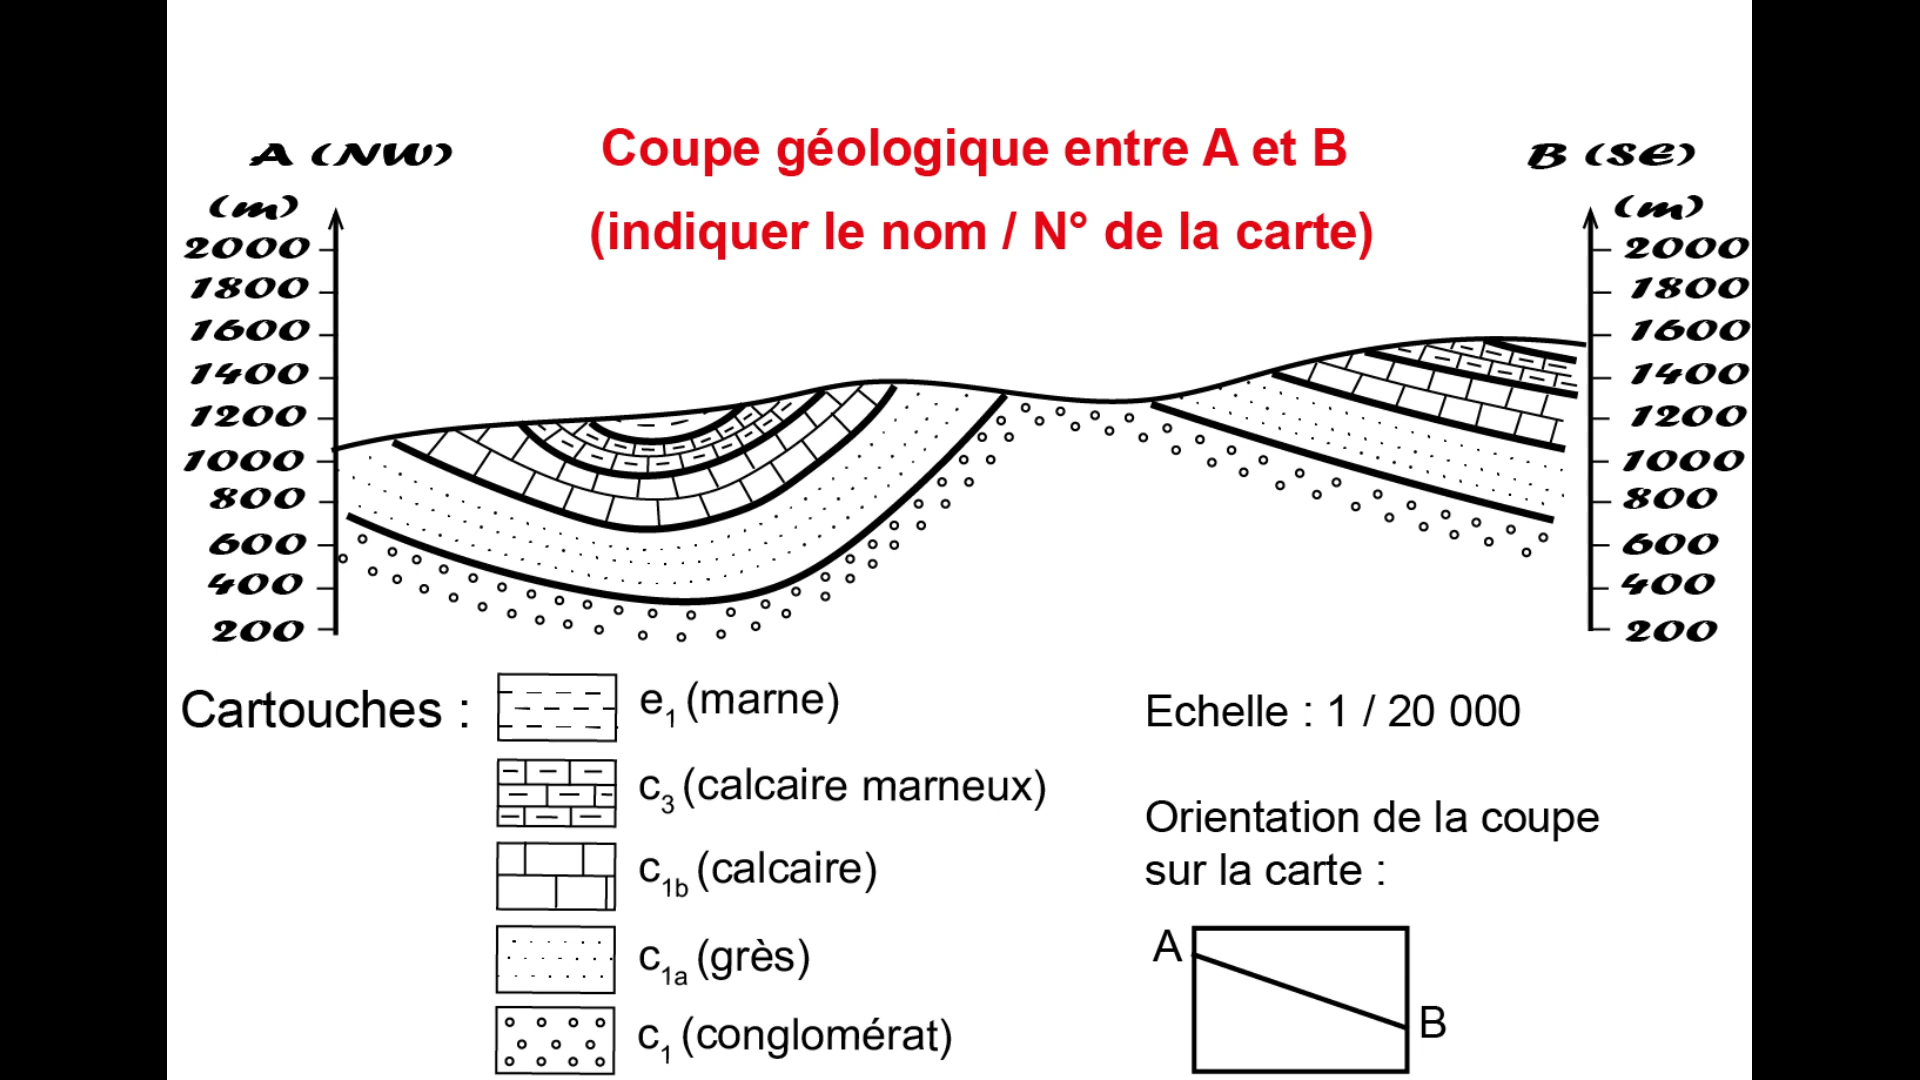 A (NW)
Coupe géologique entre A et B
B (SE)
(indiquer le nom / N° de la carte)
(m)
2000
1800
1600
1400
1200
1000
800
600
400
200
(m)
2000
1800
1600
1400
1200
1000
800
600
400
200
Cartouches :
e1 (marne)
c3 (calcaire marneux)
c1b (calcaire)
c1a (grès)
c1 (conglomérat)
Echelle : 1 / 20 000
Orientation de la coupe
sur la carte :
A
B